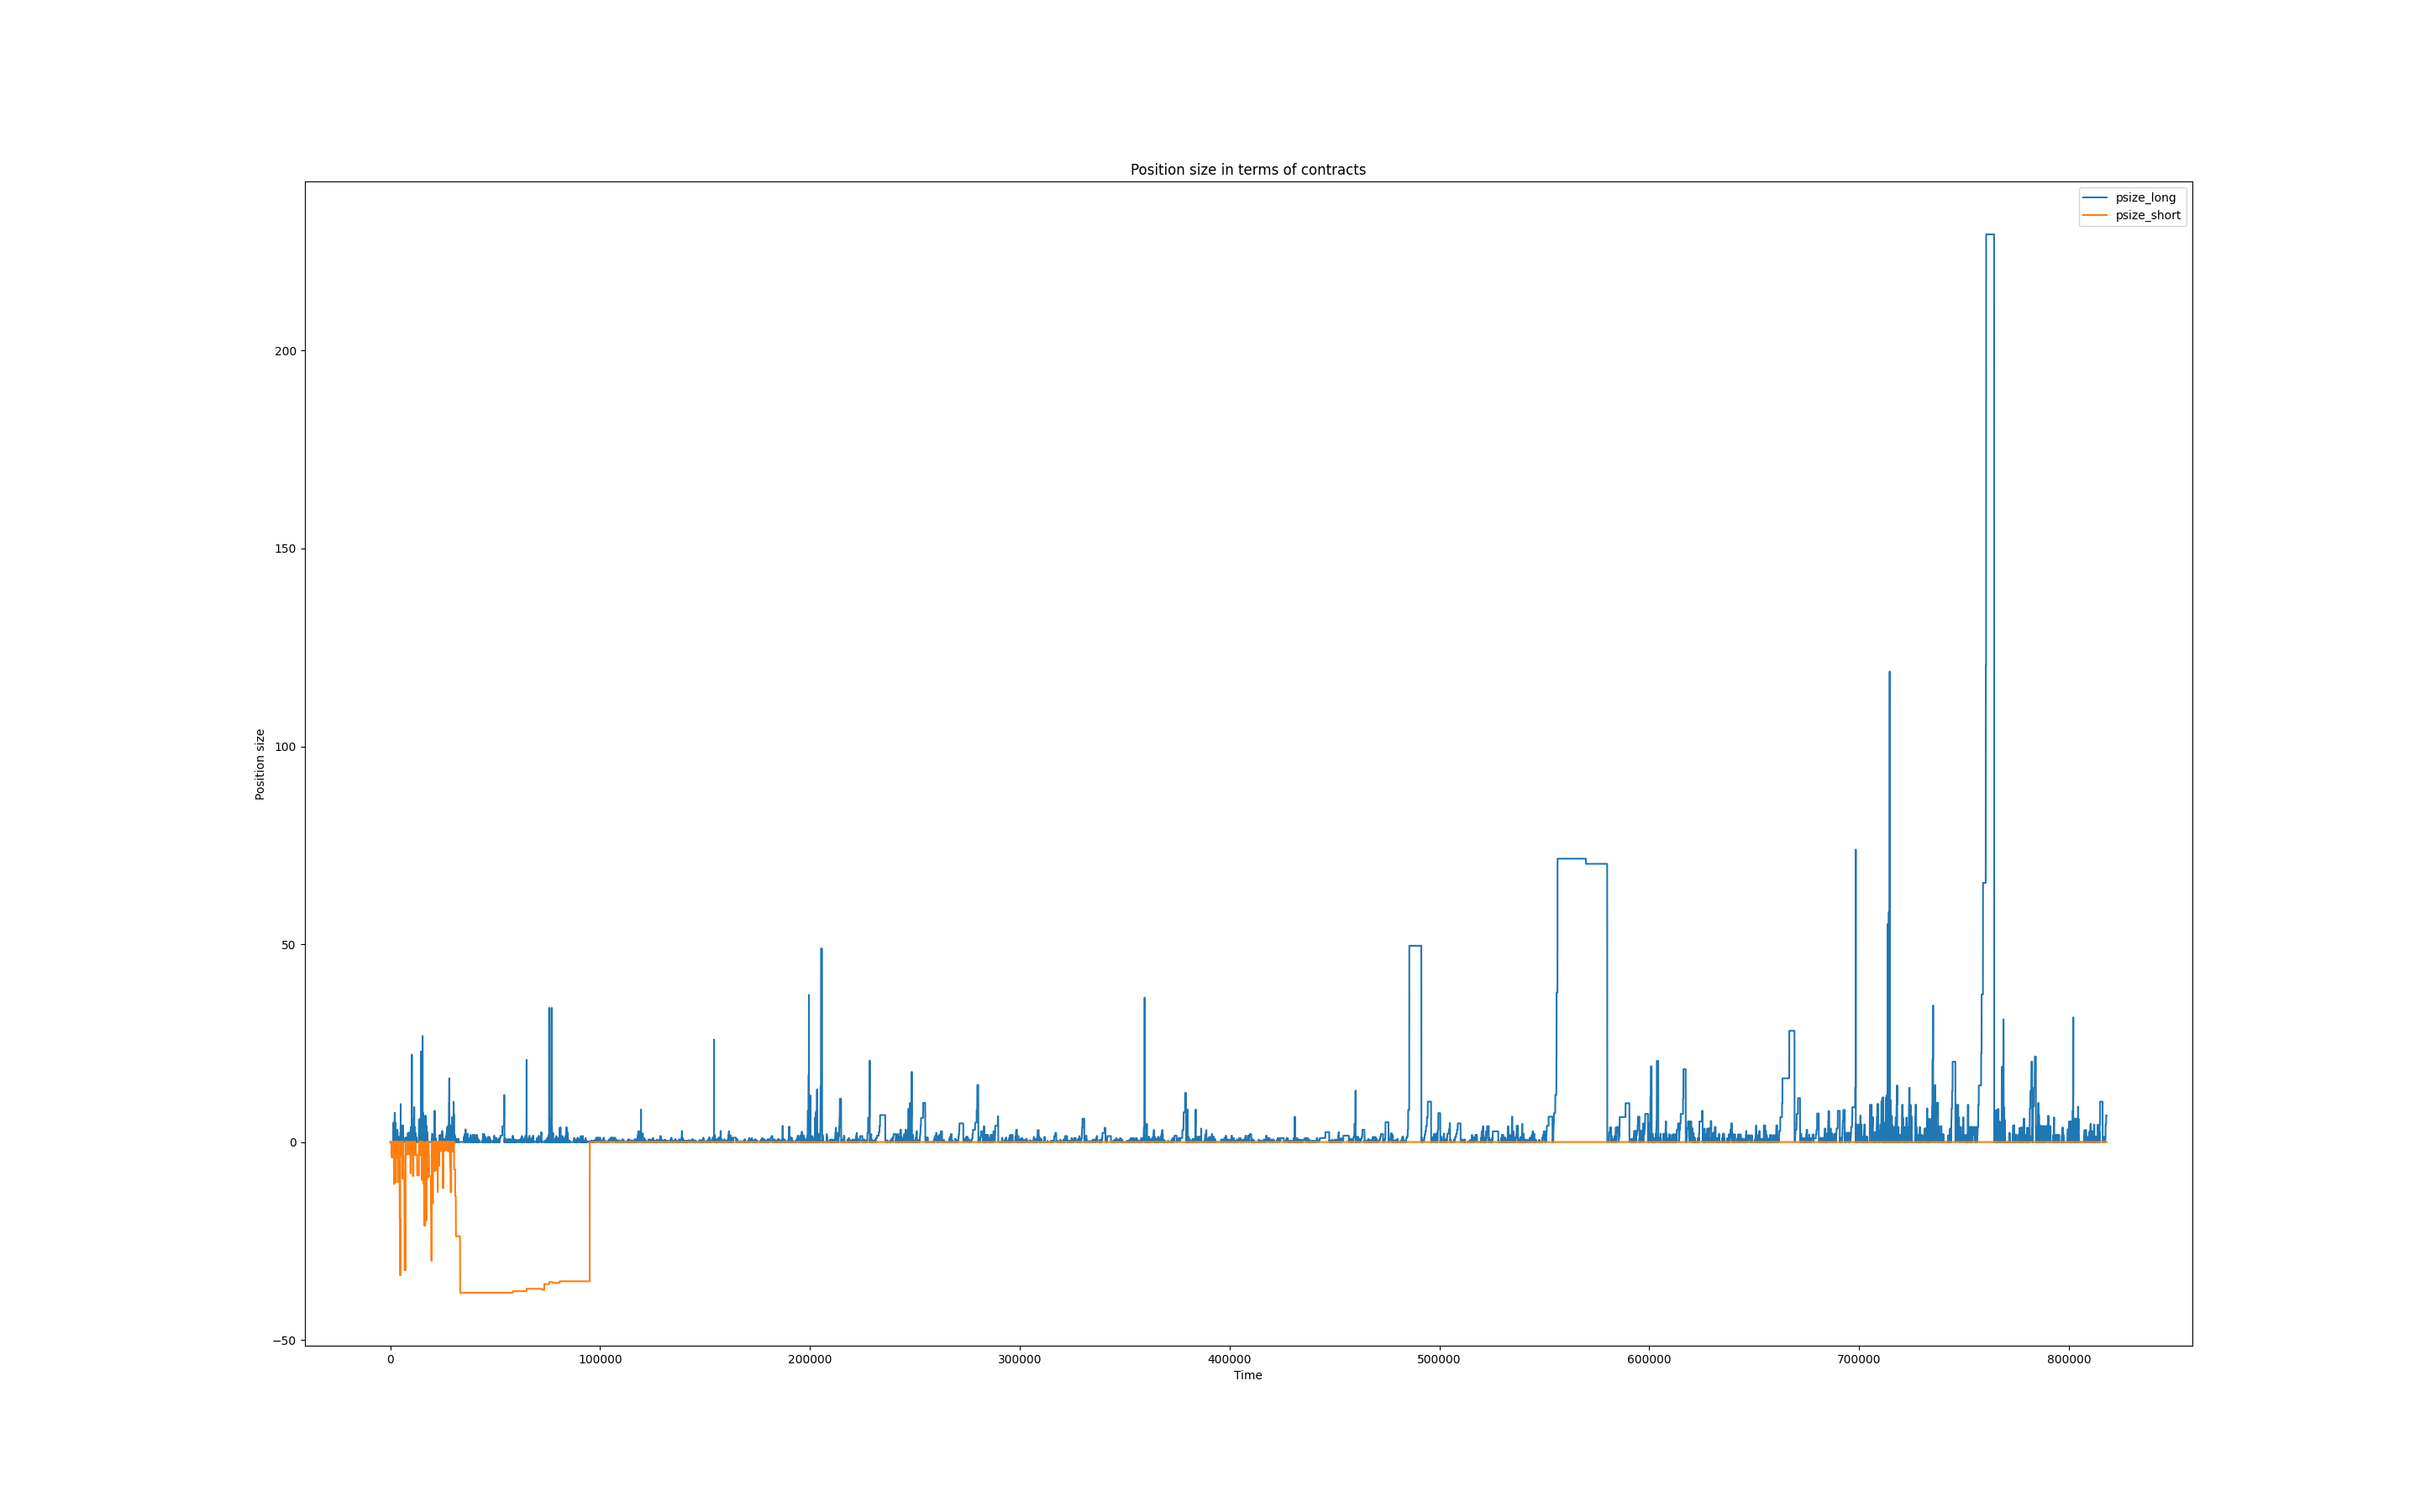 Position size in terms of contracts
psize_long
psize_short
200
150
100
50
0
−50
Position size
0 100000 200000 300000 400000 500000 600000 700000 800000
Time